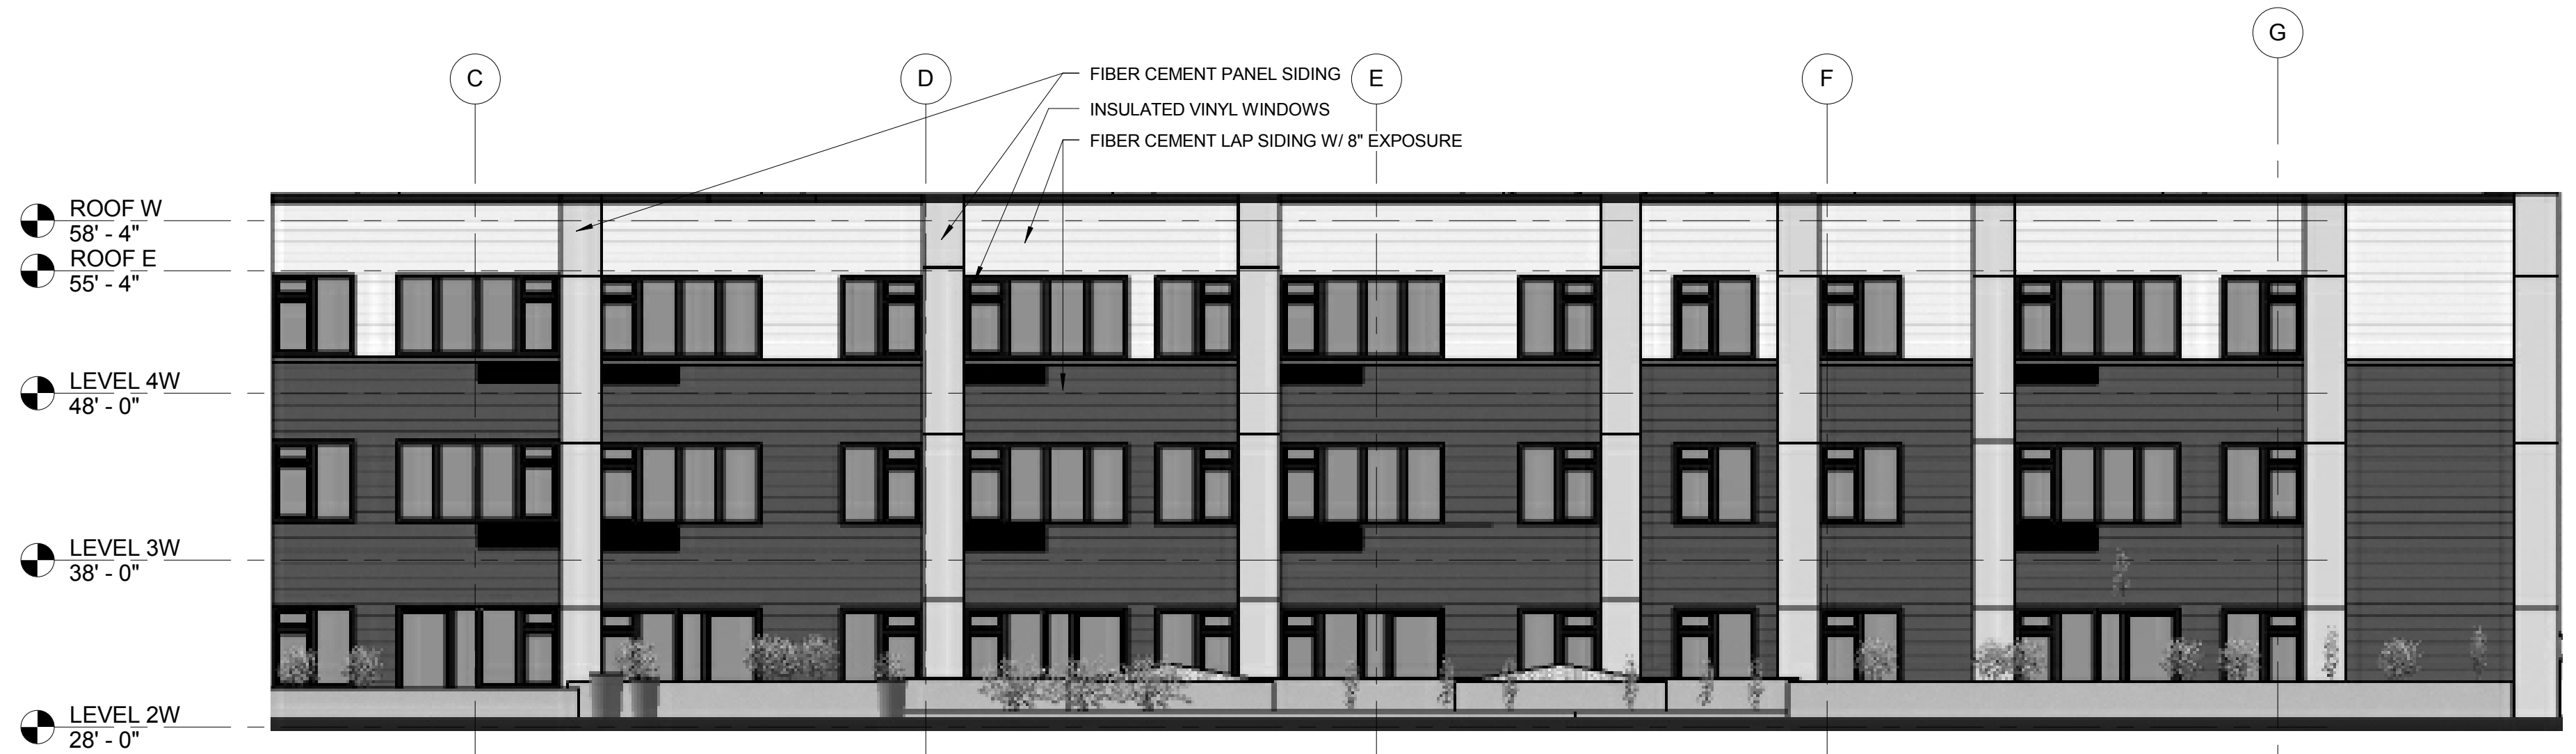 G
C
D
E
F
FIBER CEMENT PANEL SIDING
INSULATED VINYL WINDOWS
FIBER CEMENT LAP SIDING W/ 8" EXPOSURE
ROOF W
58' - 4"
ROOF E
55' - 4"
LEVEL 4W
48' - 0"
LEVEL 3W
38' - 0"
LEVEL 2W
28' - 0"